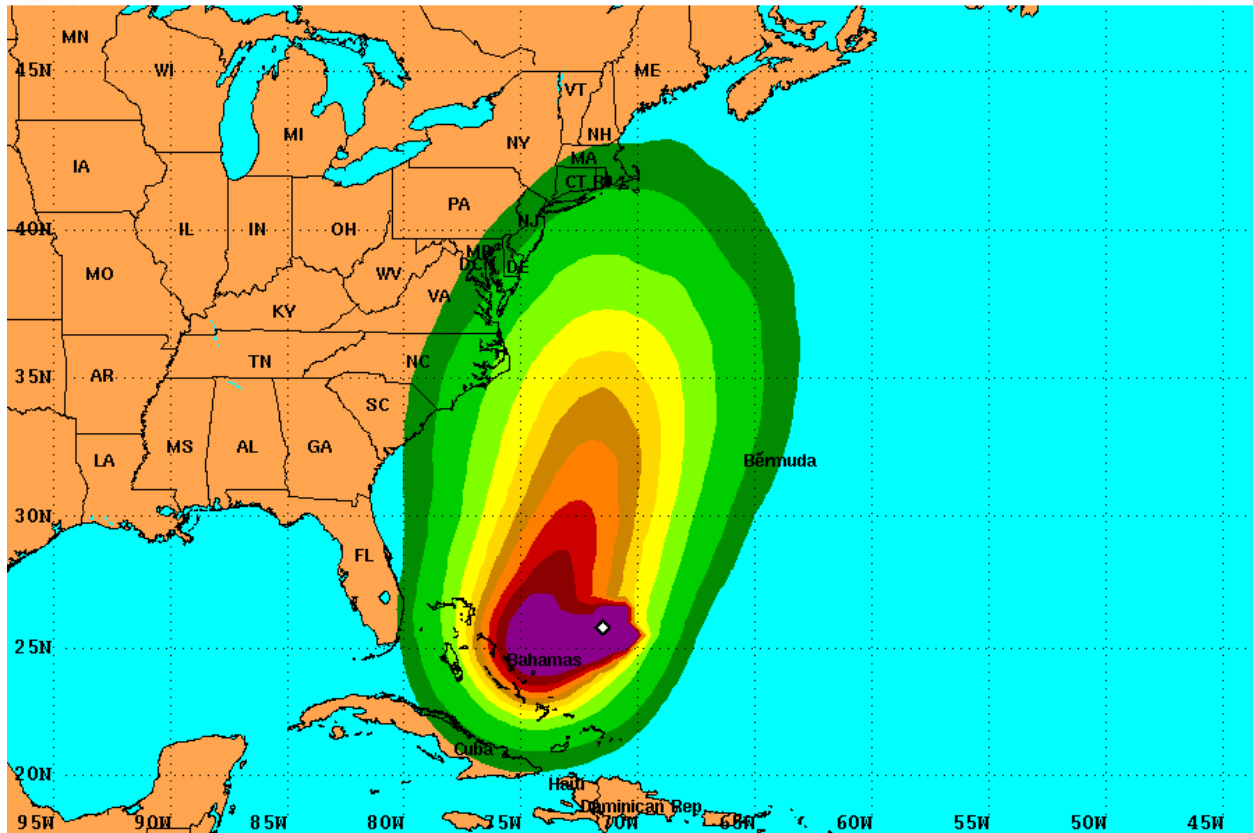 MN
ME
45N
WI
VT
MI
NH
NY
MA
IA
CT RI
PA
NJ
IL
IN
OH
40N
MD
DC
DE
MO
WV
VA
KY
TN
NC
35N
AR
SC
MS
AL
GA
LA
Bermuda
30N
FL
25N
Bahamas
Cuba
20N
Haiti
Dominican Rep
95W 90W 85W 80W 75W 70W 65W 60W 55W 50W 45W